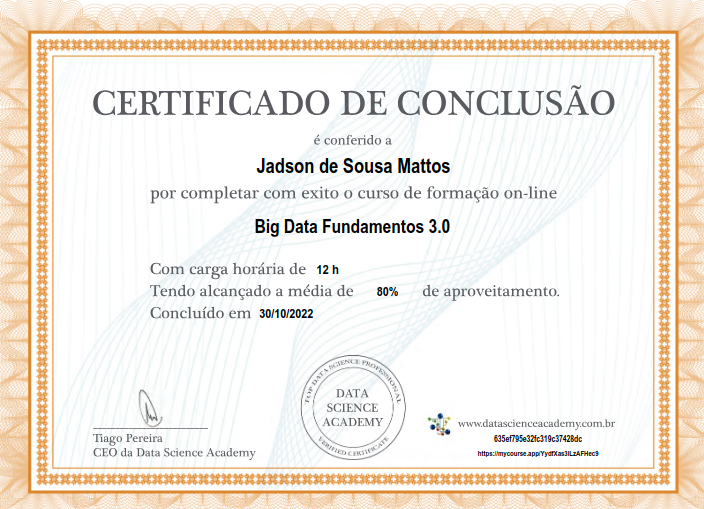 CERTIFICADO DE CONCLUSÃO
é conferido a
Jadson de Sousa Mattos
por completar com exito o curso de formação on-line
Big Data Fundamentos 3.0
Com carga horária de 12 h
Tendo alcançado a média de 80% de aproveitamento.
Concluído em 30/10/2022
TOP DATA SCIENCE PROFESSIONAL
DATA
SCIENCE
ACADEMY
VERIFIED CERTIFICATE
Tiago Pereira
CEO da Data Science Academy
www.datascienceacademy.com.br
635ef795e32fc319c37428dc
https://mycourse.app/YydfXas3iLzAFHec9